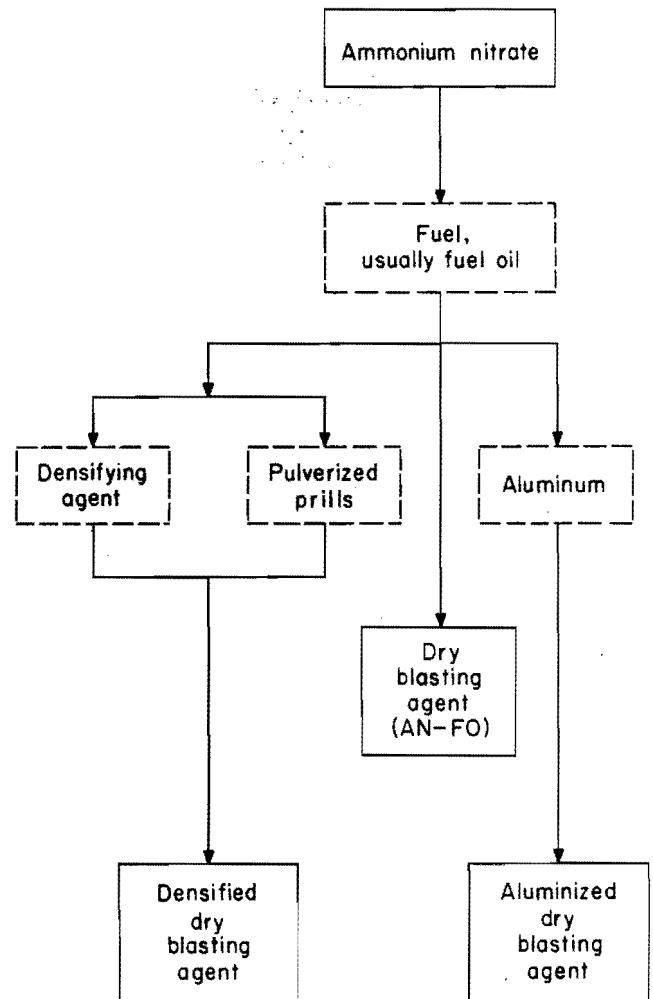 Ammonium nitrate
Fuel,
usually fuel oil
Densifying
agent
Pulverized
prills
Aluminum
Dry
blasting
agent
(AN-FO)
Densified
dry
blasting
agent
Aluminized
dry
blasting
agent